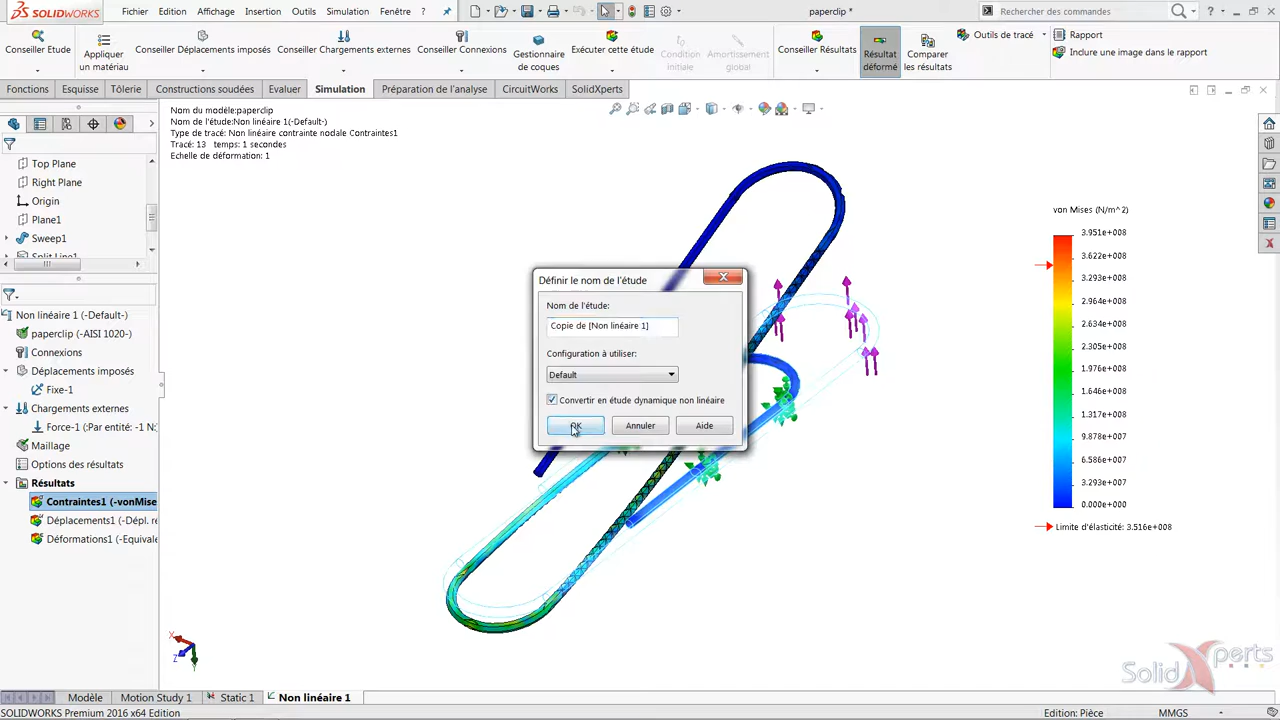 SOLIDWORKS
Fichier
Edition
Affichage
Insertion
Outils
Simulation
Fenêtre
?
paperclip *
Rechercher des commandes
Conseiller Etude
Appliquer
un matériau
Conseiller Déplacements imposés
Conseiller Chargements externes
Conseiller Connexions
Gestionnaire
de coques
Exécuter cette étude
Condition
initiale
Amortissement
global
Conseiller Résultats
Résultat
déformé
Comparer
les résultats
Outils de tracé
Rapport
Inclure une image dans le rapport
Fonctions
Esquisse
Tôlerie
Constructions soudées
Evaluer
Simulation
Préparation de l'analyse
CircuitWorks
SolidXperts
Nom du modèle:paperclip
Nom de l'étude:Non linéaire 1(-Default-)
Type de tracé: Non linéaire contrainte nodale Contraintes1
Tracé: 13 temps: 1 secondes
Echelle de déformation: 1
Top Plane
Right Plane
Origin
Plane1
Sweep1
Split Line1
Non linéaire 1 (-Default-)
paperclip (-AISI 1020-)
Connexions
Déplacements imposés
Fixe-1
Chargements externes
Force-1 (Par entité: -1 N
Maillage
Options des résultats
Résultats
Contraintes1 (-vonMise
Déplacements1 (-Dépl. re
Déformations1 (-Equivale
Définir le nom de l'étude
Nom de l'étude:
Copie de [Non linéaire 1]
Configuration à utiliser:
Default
Convertir en étude dynamique non linéaire
OK
Annuler
Aide
von Mises (N/m^2)
3.951e+008
3.622e+008
3.293e+008
2.963e+008
2.634e+008
2.305e+008
1.976e+008
1.646e+008
1.317e+008
9.878e+007
6.585e+007
3.293e+007
0.000e+000
Limite d'élasticité: 3.516e+008
X
Z
Y
SolidXperts
Modèle
Motion Study 1
Static 1
Non linéaire 1
SOLIDWORKS Premium 2016 x64 Edition
Edition: Pièce
MMGS